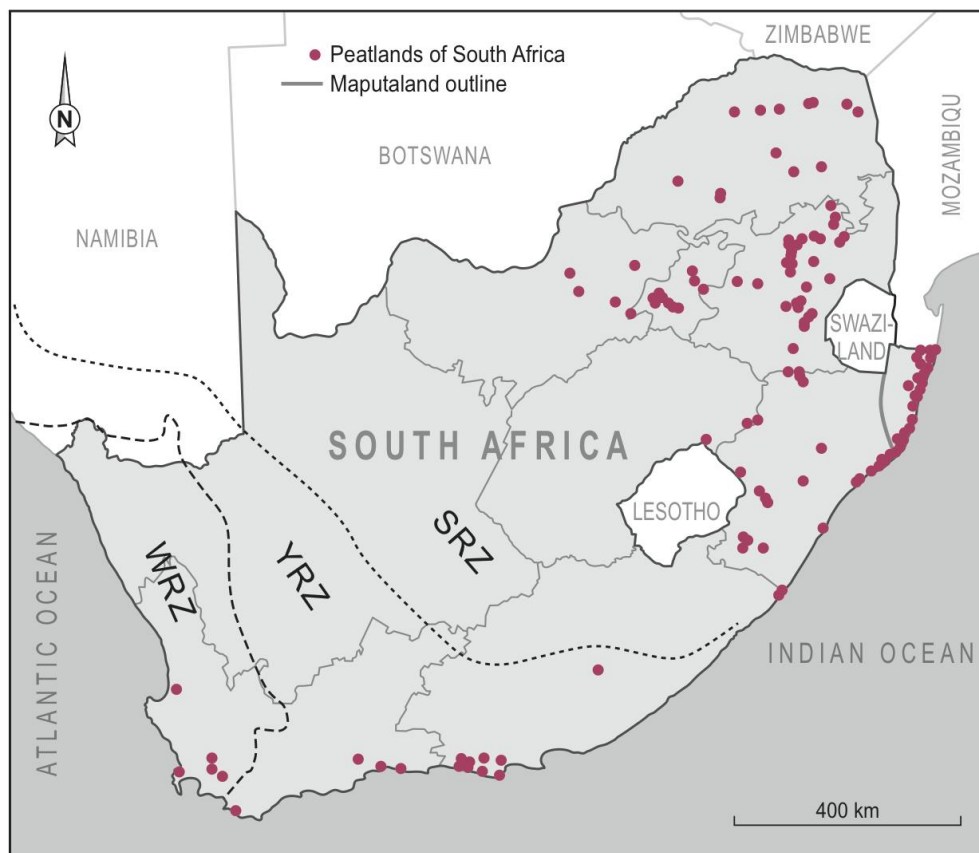 ZIMBABWE
Peatlands of South Africa
Maputaland outline
N
BOTSWANA
MOZAMBIQU
NAMIBIA
SWAZI-
LAND
SOUTH AFRICA
LESOTHO
SRZ
YRZ
WRZ
ATLANTIC OCEAN
INDIAN OCEAN
400 km